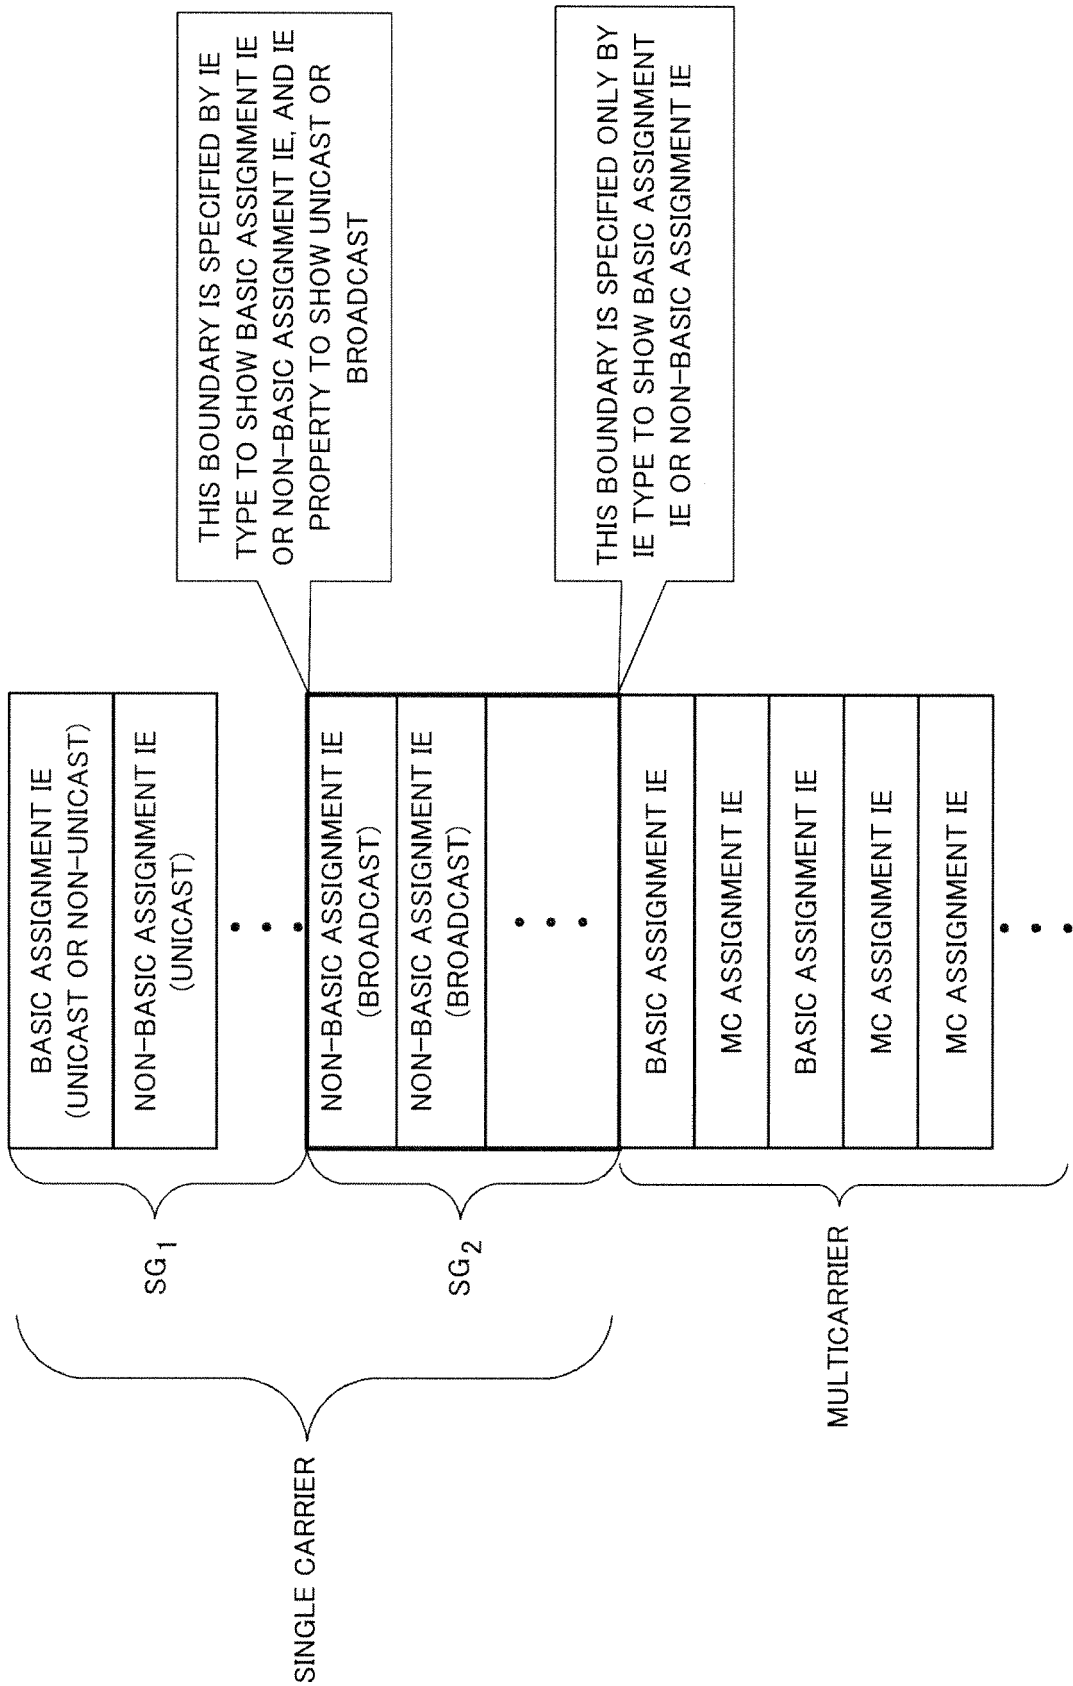 SINGLE CARRIER
SG1
SG2
MULTICARRIER
BASIC ASSIGNMENT IE
(UNICAST OR NON-UNICAST)
NON-BASIC ASSIGNMENT IE
(UNICAST)
NON-BASIC ASSIGNMENT IE
(BROADCAST)
NON-BASIC ASSIGNMENT IE
(BROADCAST)
BASIC ASSIGNMENT IE
MC ASSIGNMENT IE
BASIC ASSIGNMENT IE
MC ASSIGNMENT IE
MC ASSIGNMENT IE
THIS BOUNDARY IS SPECIFIED BY IE
TYPE TO SHOW BASIC ASSIGNMENT IE
OR NON-BASIC ASSIGNMENT IE, AND IE
PROPERTY TO SHOW UNICAST OR
BROADCAST
THIS BOUNDARY IS SPECIFIED ONLY BY
IE TYPE TO SHOW BASIC ASSIGNMENT
IE OR NON-BASIC ASSIGNMENT IE